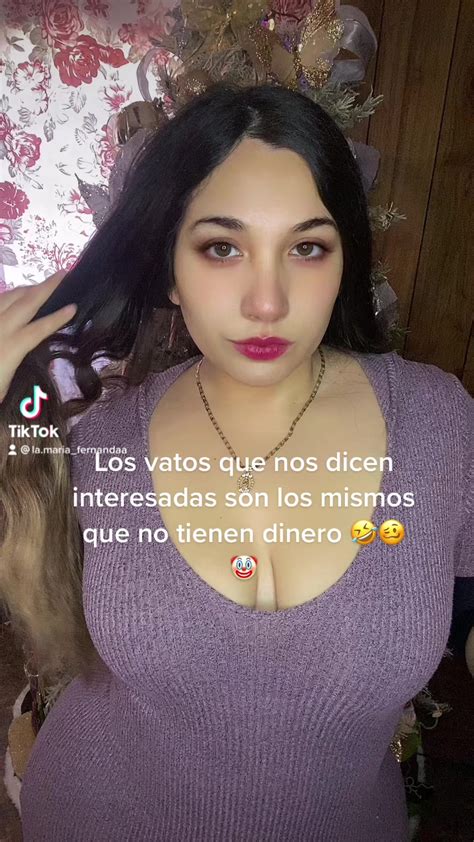 TikTok
@la.maria_fernandaa
Los vatos que nos dicen
interesadas son los mismos
que no tienen dinero 🤣🥴
🤡